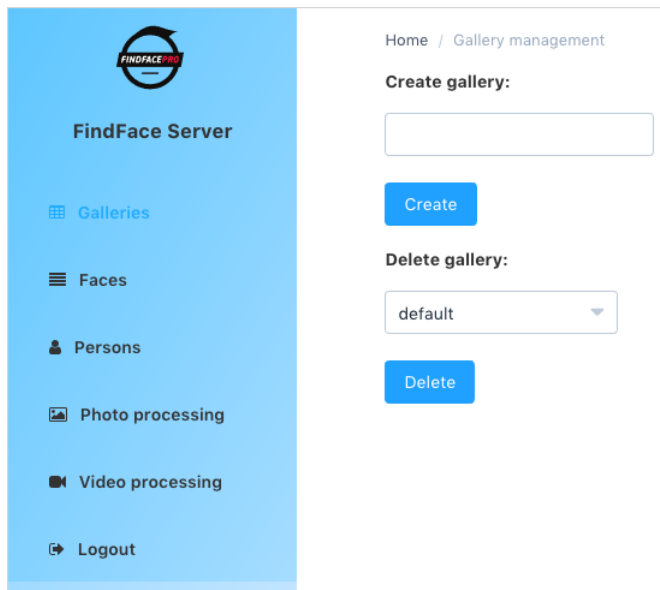 FINDFACEPRO
FindFace Server
Galleries
Faces
Persons
Photo processing
Video processing
Logout
Home / Gallery management
Create gallery:
Create
Delete gallery:
default
Delete